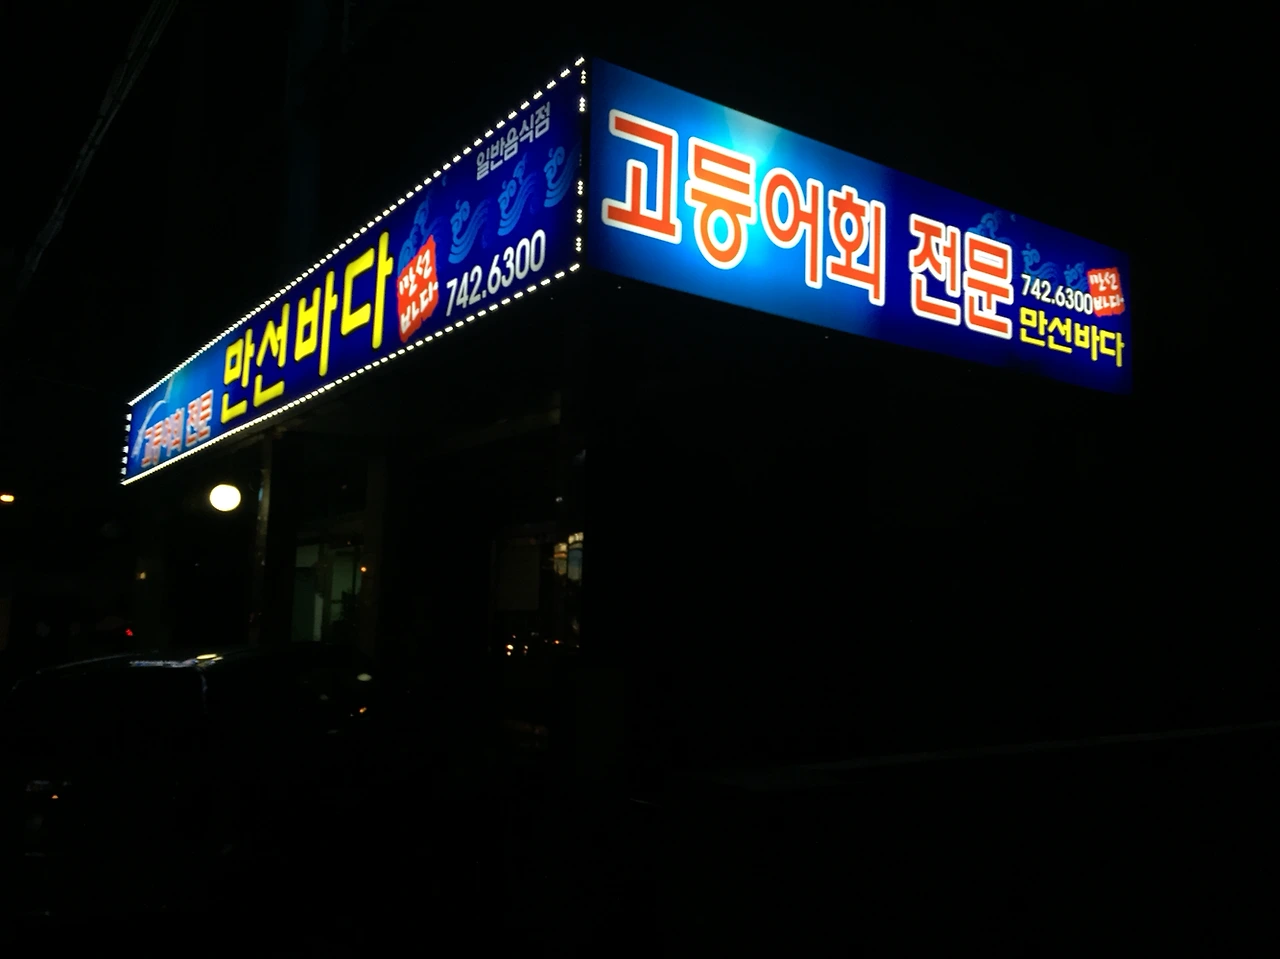 일반음식점
고등어회 전문 만선바다 만선바다 742.6300
고등어회 전문
742.6300 만선바다
만선바다